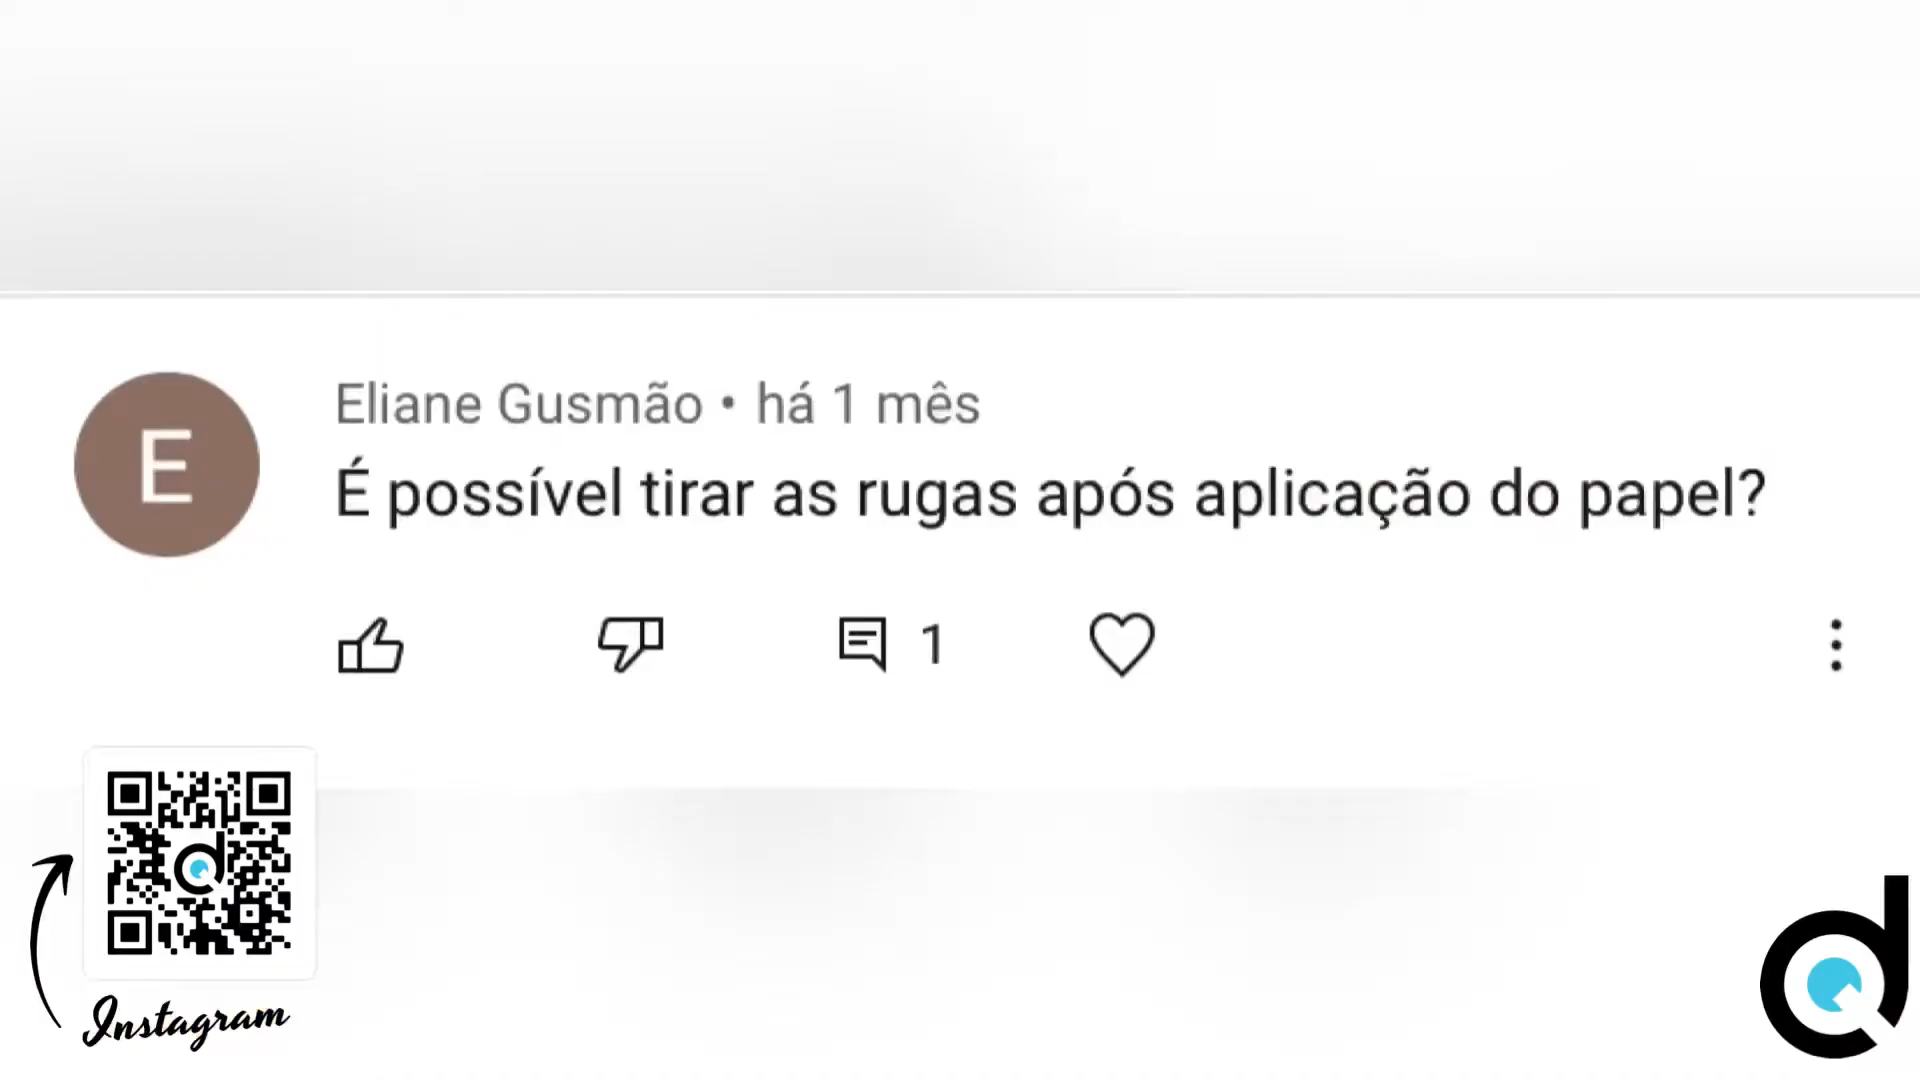 Eliane Gusmão • há 1 mês
E
É possível tirar as rugas após aplicação do papel?
1
Instagram